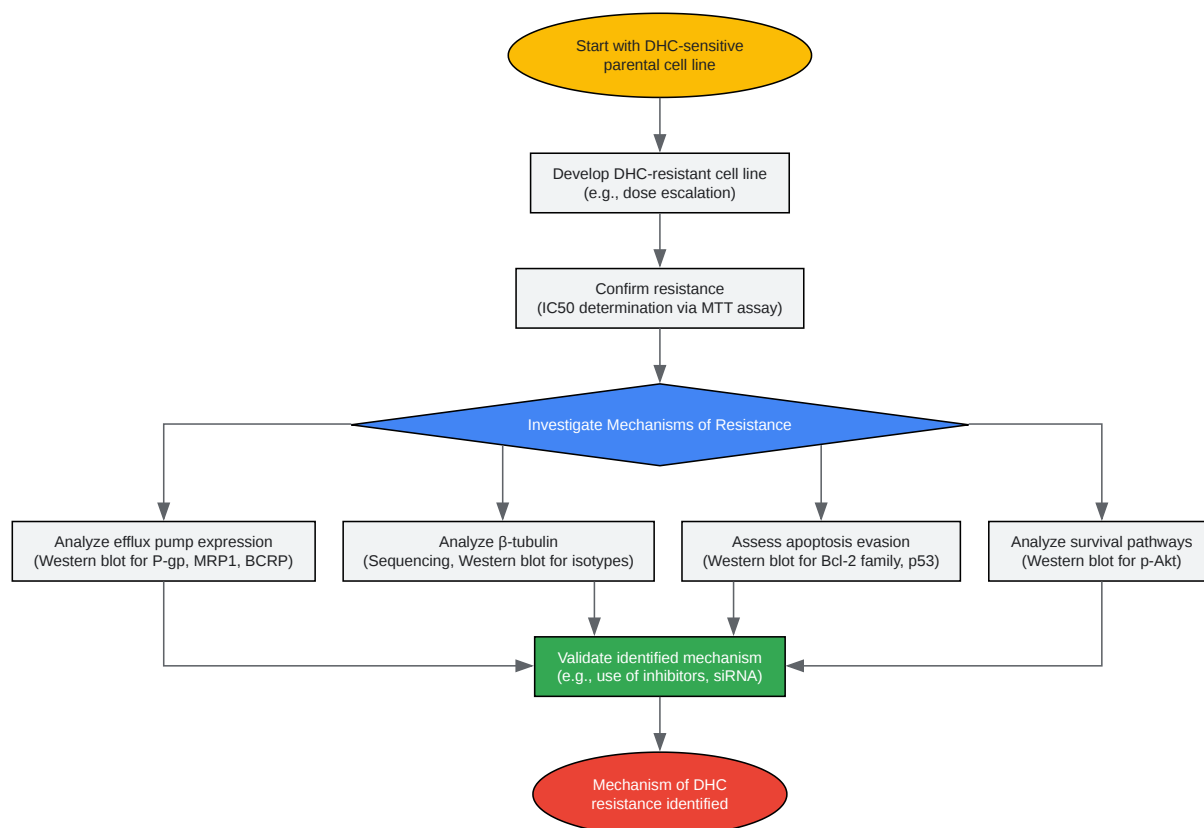 Start with DHC-sensitive
parental cell line
Develop DHC-resistant cell line
(e.g., dose escalation)
Confirm resistance
(IC50 determination via MTT assay)
Investigate Mechanisms of Resistance
Analyze efflux pump expression
(Western blot for P-gp, MRP1, BCRP)
Analyze β-tubulin
(Sequencing, Western blot for isotypes)
Assess apoptosis evasion
(Western blot for Bcl-2 family, p53)
Analyze survival pathways
(Western blot for p-Akt)
Validate identified mechanism
(e.g., use of inhibitors, siRNA)
Mechanism of DHC
resistance identified